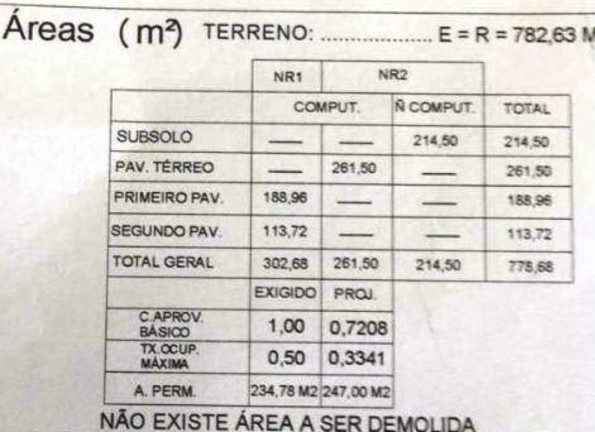 Áreas (m²) TERRENO: .................... E = R = 782,63 M
NR1 NR2
COMPUT. Ñ COMPUT. TOTAL
SUBSOLO — — 214,50 214,50
PAV. TÉRREO — 261,50 — 261,50
PRIMEIRO PAV. 188,96 — — 188,96
SEGUNDO PAV. 113,72 — — 113,72
TOTAL GERAL 302,68 261,50 214,50 778,68
EXIGIDO PROJ.
C.APROV.
BÁSICO 1,00 0,7208
TX.OCUP.
MÁXIMA 0,50 0,3341
A. PERM. 234,78 M2 247,00 M2
NÃO EXISTE ÁREA A SER DEMOLIDA